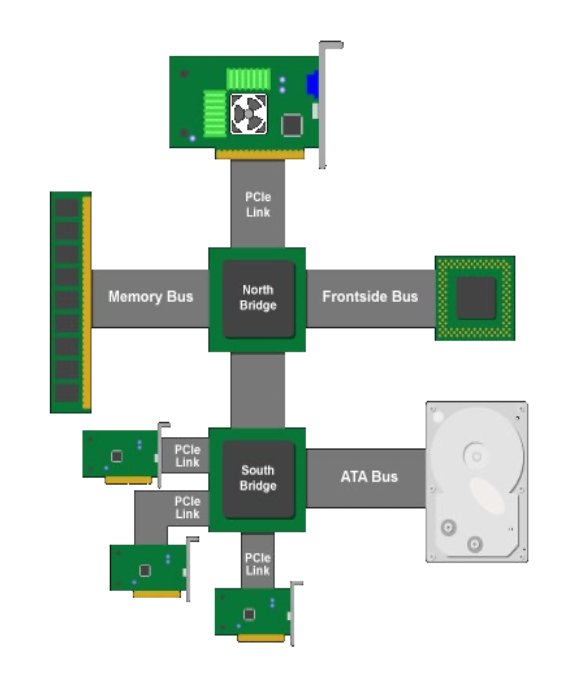 PCIe
Link
Memory Bus
North
Bridge
Frontside Bus
PCIe
Link
South
Bridge
ATA Bus
PCIe
Link
PCIe
Link